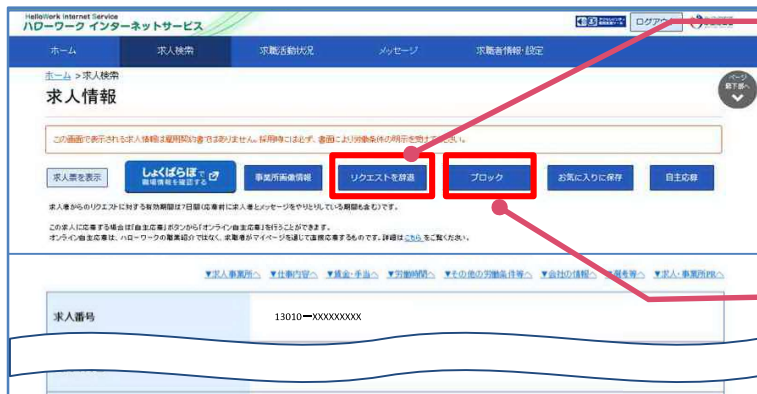 HelloWork Internet Service
ハローワーク インターネットサービス
ログアウト
ホーム 求人検索 求職活動状況 メッセージ 求職者情報・設定
ホーム >求人検索
求人情報
ページ
最下部へ
この画面で表示される求人情報は雇用契約書ではありません。採用時には必ず、書面により労働条件の明示を受けてください。
求人票を表示 しょくばらぼで 職場情報を確認する 事業所画像情報 リクエストを辞退 ブロック お気に入りに保存 自主応募
求人者からのリクエストに対する有効期間は7日間(応募前に求人者とメッセージをやりとりしている期間も含む)です。
この求人に応募する場合は「自主応募」ボタンから「オンライン自主応募」を行うことができます。
オンライン自主応募は、ハローワークの職業紹介ではなく、求職者がマイページを通じて直接応募するものです。詳細はこちら をご覧ください。
▼求人事業所へ ▼仕事内容へ ▼賃金・手当へ ▼労働時間へ ▼その他の労働条件等へ ▼会社の情報へ ▼選考等へ ▼求人・事業所PRへ
求人番号 13010ーXXXXXXXXX